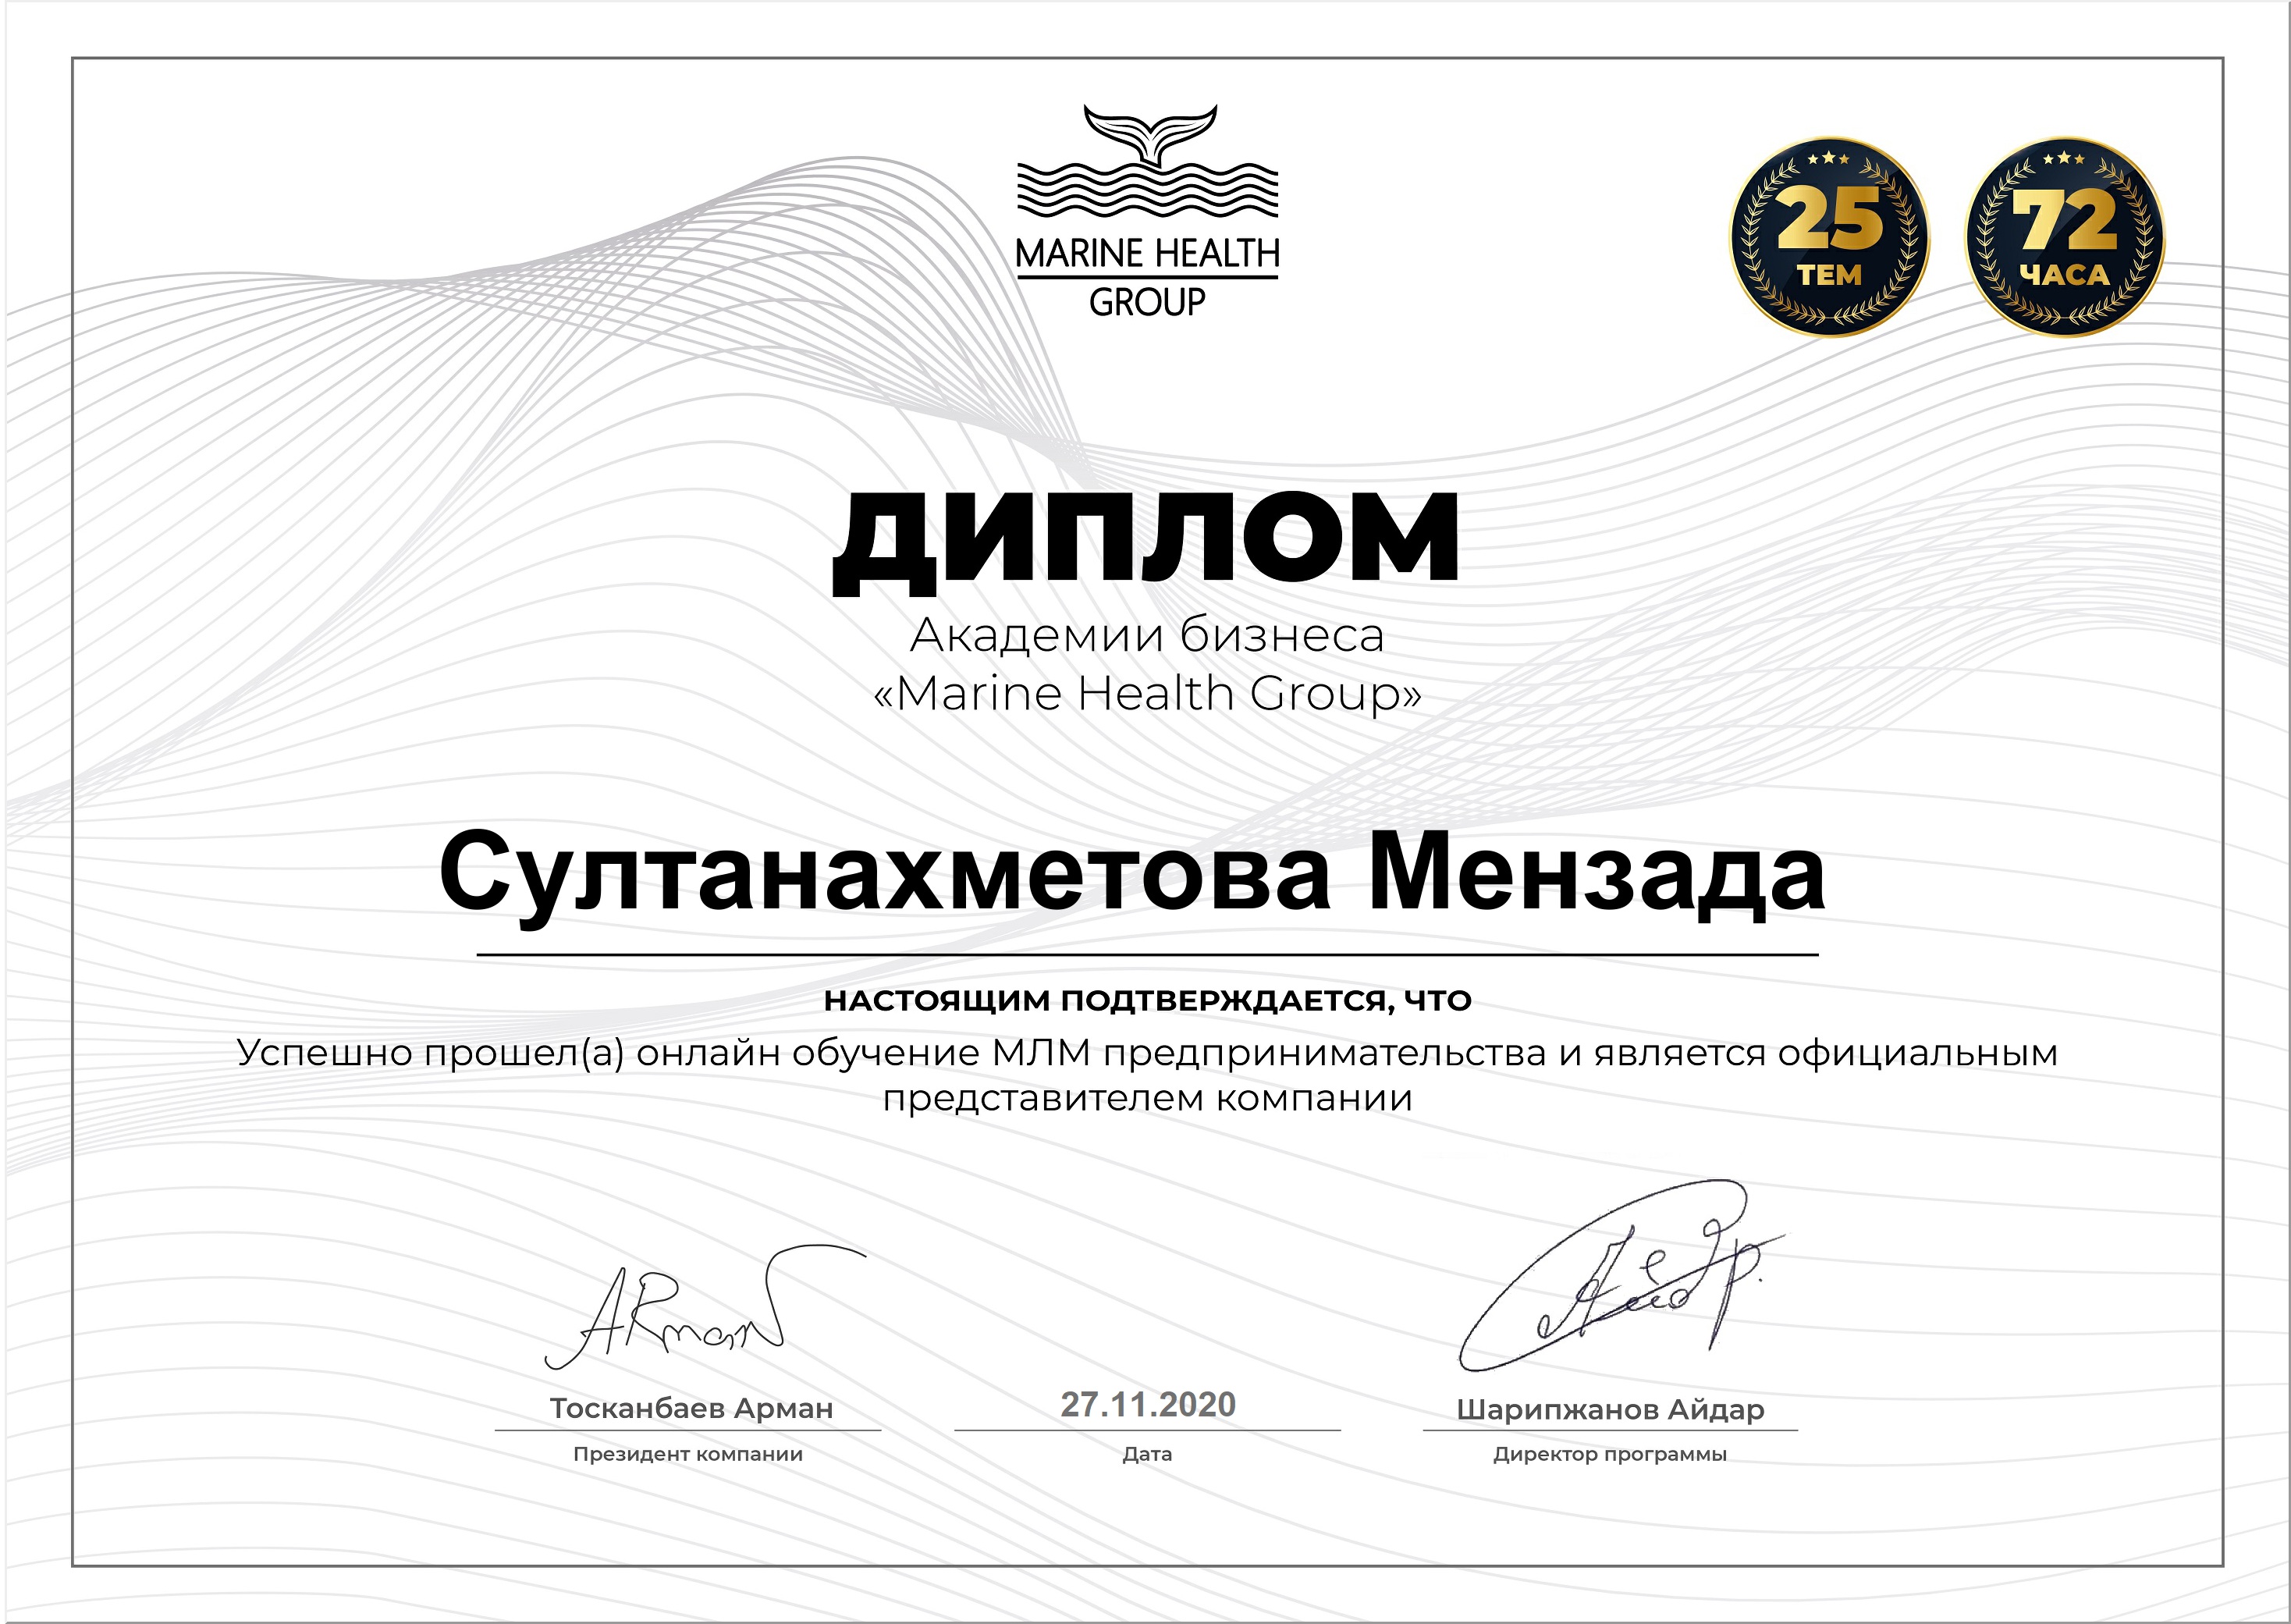 MARINE HEALTH
GROUP
25
ТЕМ
72
ЧАСА
ДИПЛОМ
Академии бизнеса
«Marine Health Group»
Султанахметова Мензада
НАСТОЯЩИМ ПОДТВЕРЖДАЕТСЯ, ЧТО
Успешно прошел(а) онлайн обучение МЛМ предпринимательства и является официальным
представителем компании
ARman
Айдар.
Тосканбаев Арман
27.11.2020
Шарипжанов Айдар
Президент компании
Дата
Директор программы